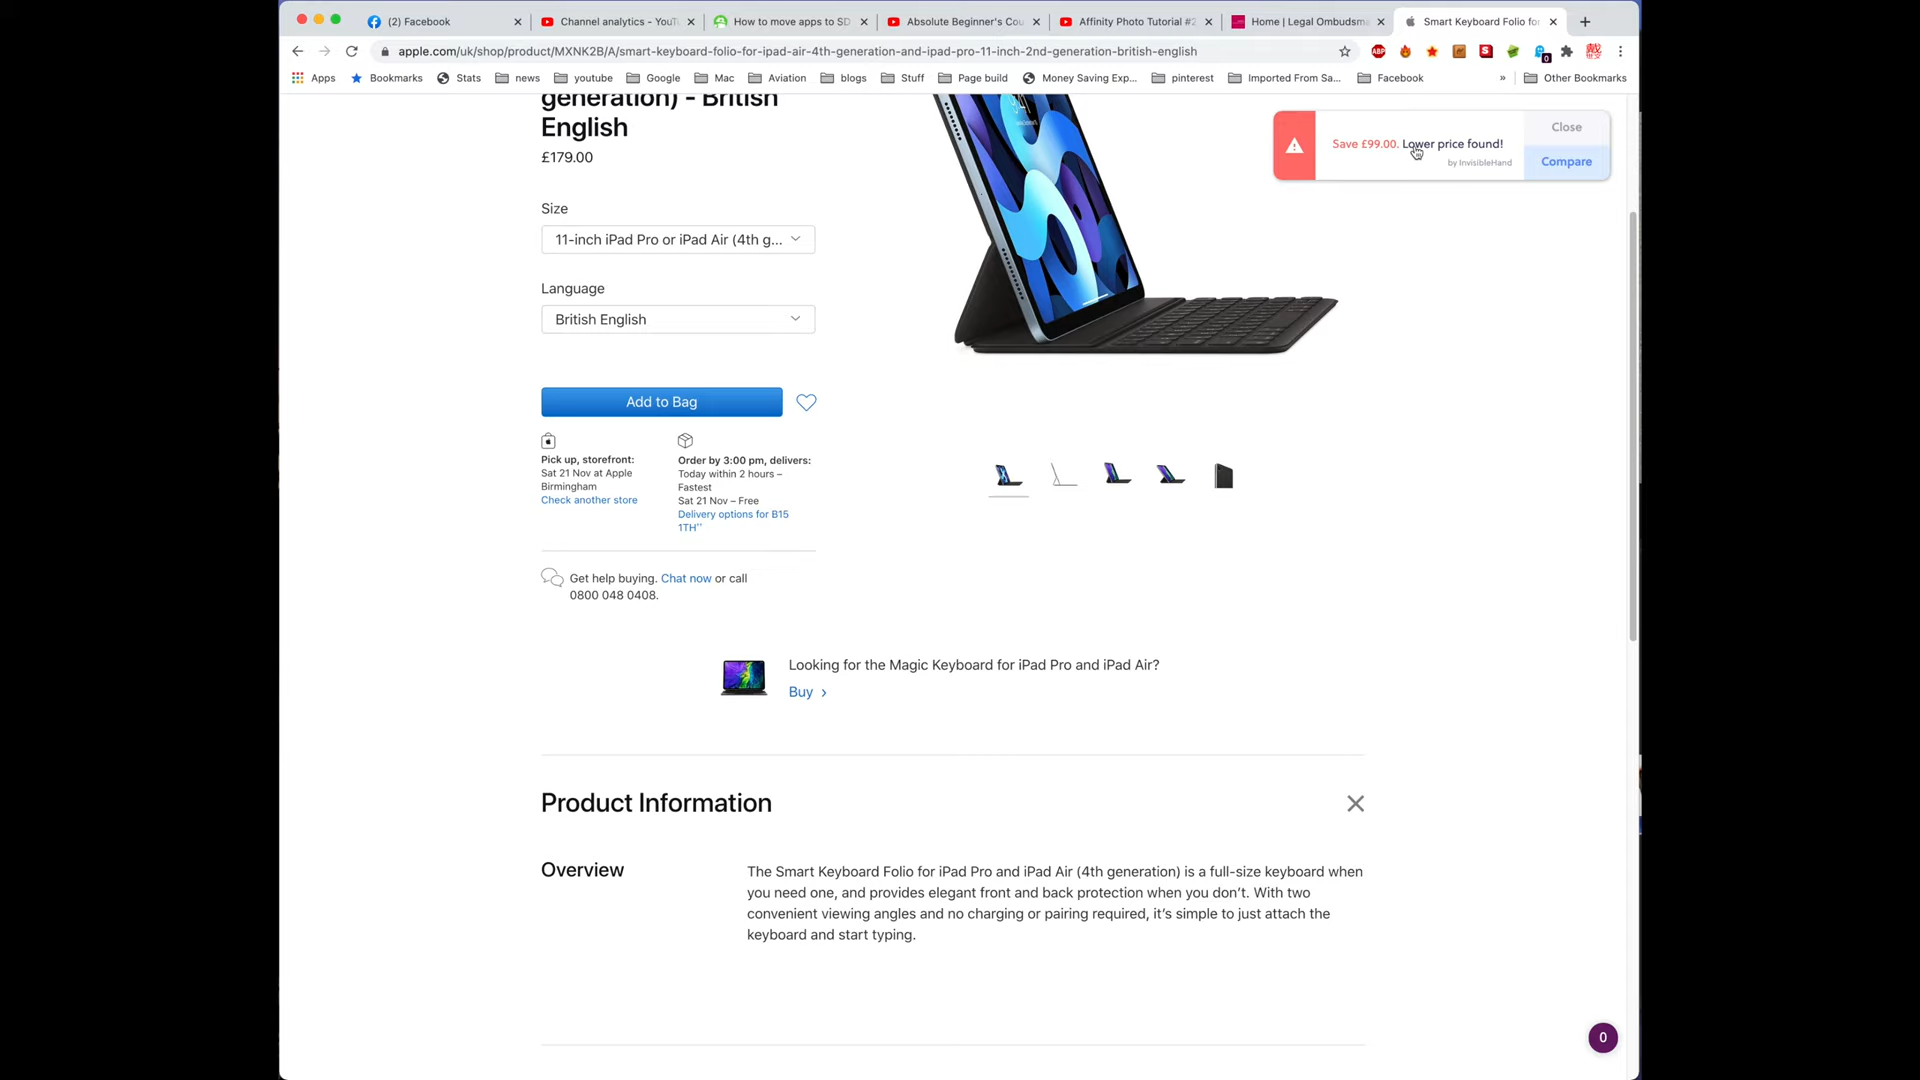 (2) Facebook
Channel analytics - YouTu
How to move apps to SD
Absolute Beginner's Cou
Affinity Photo Tutorial #2
Home | Legal Ombudsma
Smart Keyboard Folio for
apple.com/uk/shop/product/MXNK2B/A/smart-keyboard-folio-for-ipad-air-4th-generation-and-ipad-pro-11-inch-2nd-generation-british-english
ABP
S
0
Apps
Bookmarks
Stats
news
youtube
Google
Mac
Aviation
blogs
Stuff
Page build
Money Saving Exp...
pinterest
Imported From Sa...
Facebook
»
Other Bookmarks
generation) - British
English
£179.00
Save £99.00. Lower price found!
by InvisibleHand
Close
Compare
Size
11-inch iPad Pro or iPad Air (4th g...
Language
British English
Add to Bag
Pick up, storefront:
Sat 21 Nov at Apple
Birmingham
Check another store
Order by 3:00 pm, delivers:
Today within 2 hours –
Fastest
Sat 21 Nov – Free
Delivery options for B15
1TH
Get help buying. Chat now or call
0800 048 0408.
Looking for the Magic Keyboard for iPad Pro and iPad Air?
Buy ›
Product Information
Overview
The Smart Keyboard Folio for iPad Pro and iPad Air (4th generation) is a full-size keyboard when
you need one, and provides elegant front and back protection when you don't. With two
convenient viewing angles and no charging or pairing required, it's simple to just attach the
keyboard and start typing.
0